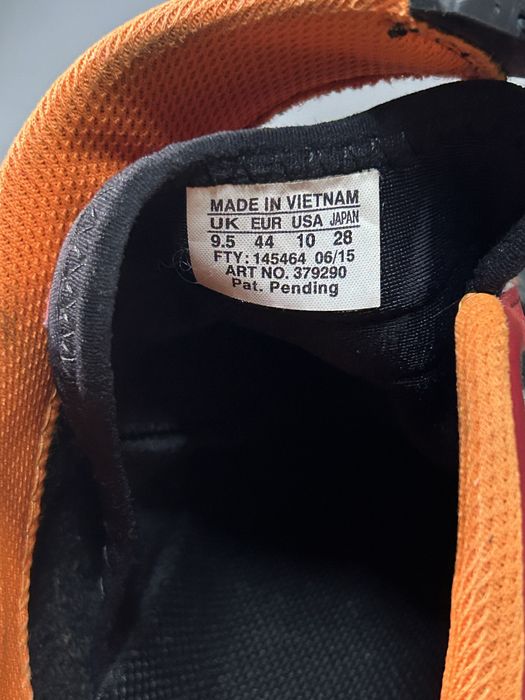 MADE IN VIETNAM
UK EUR USA JAPAN
9.5 44 10 28
FTY: 145464 06/15
ART NO. 379290
Pat. Pending